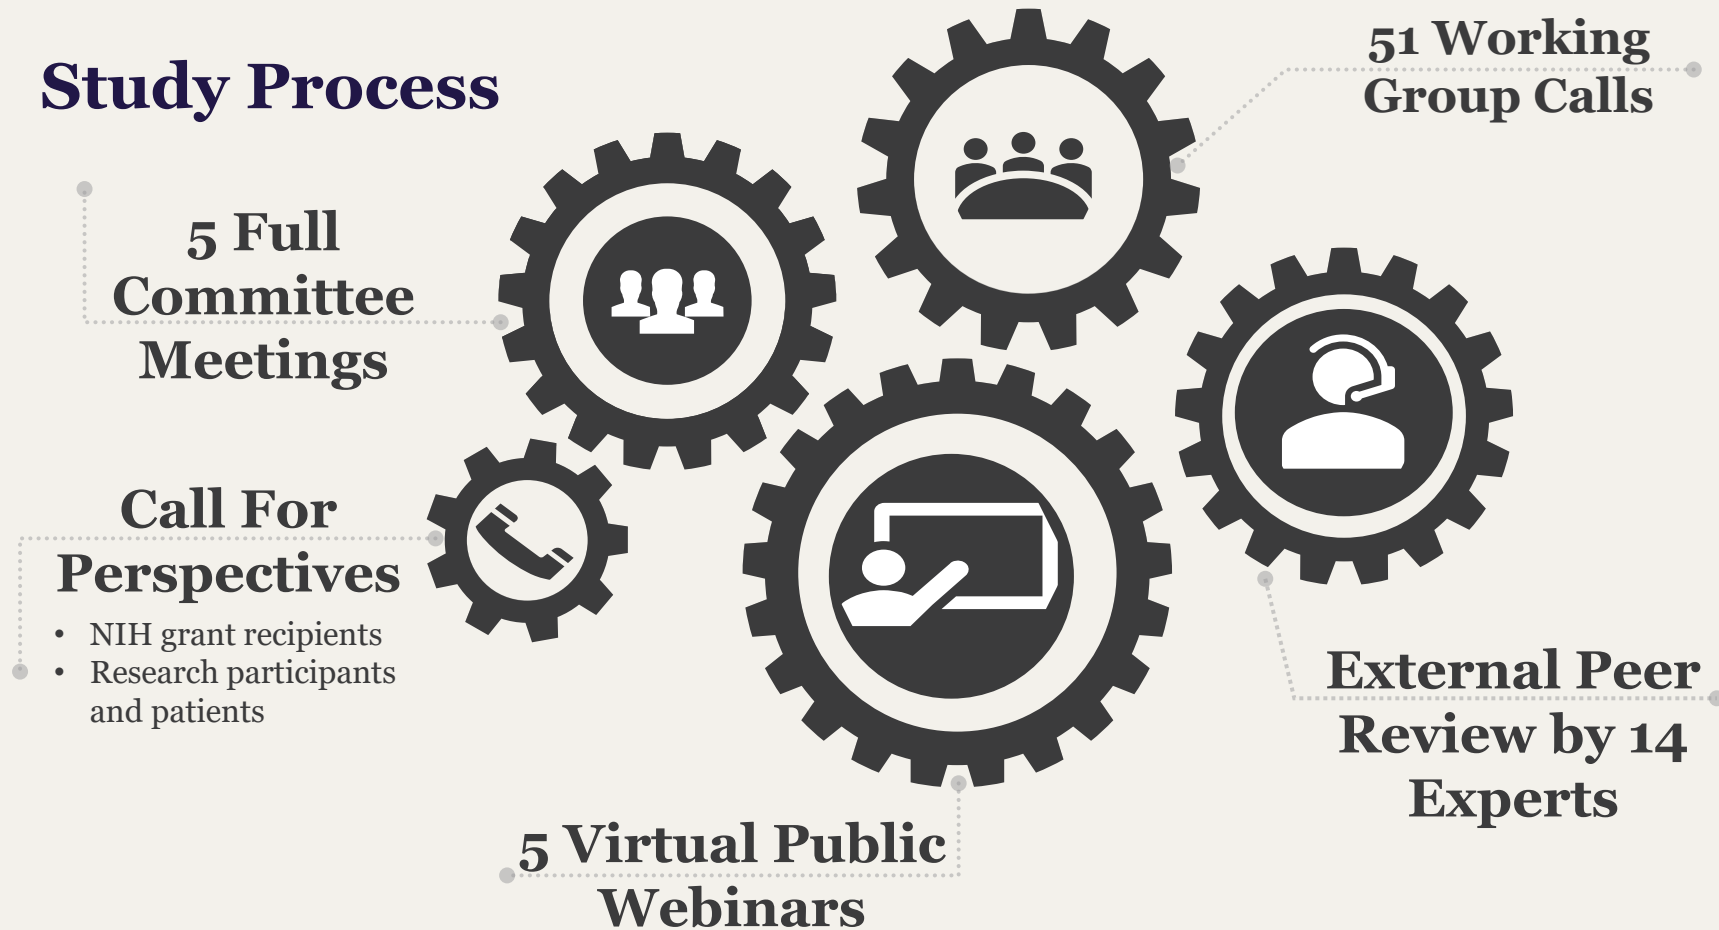 Study Process
51 Working
Group Calls
5 Full
Committee
Meetings
Call For
Perspectives
• NIH grant recipients
• Research participants
and patients
External Peer
Review by 14
Experts
5 Virtual Public
Webinars